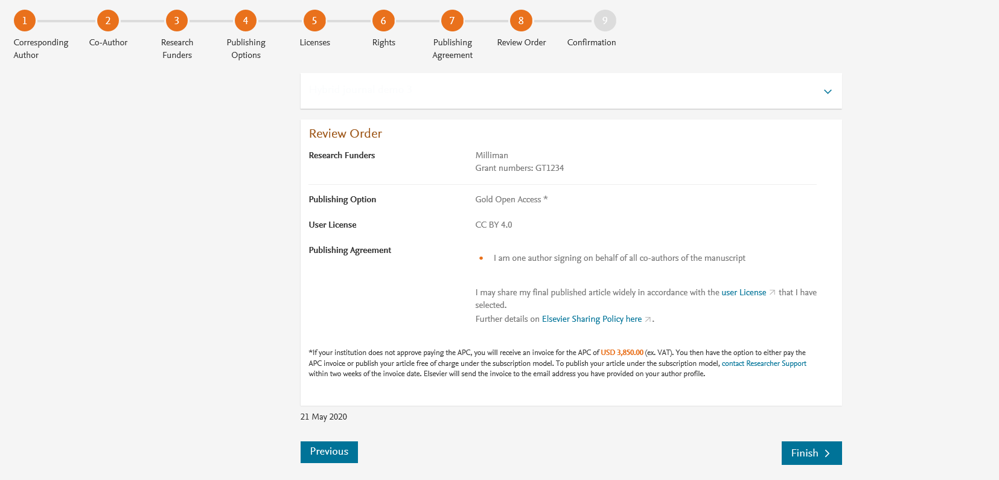 1
2
3
4
5
6
7
8
9
Corresponding Author
Co-Author
Research Funders
Publishing Options
Licenses
Rights
Publishing Agreement
Review Order
Confirmation
Review Order
Research Funders
Milliman
Grant numbers: GT1234
Publishing Option
Gold Open Access *
User License
CC BY 4.0
Publishing Agreement
• I am one author signing on behalf of all co-authors of the manuscript
I may share my final published article widely in accordance with the user License that I have
selected.
Further details on Elsevier Sharing Policy here .
*If your institution does not approve paying the APC, you will receive an invoice for the APC of USD 3,850.00 (ex. VAT). You then have the option to either pay the
APC invoice or publish your article free of charge under the subscription model. To publish your article under the subscription model, contact Researcher Support
within two weeks of the invoice date. Elsevier will send the invoice to the email address you have provided on your author profile.
21 May 2020
Previous
Finish